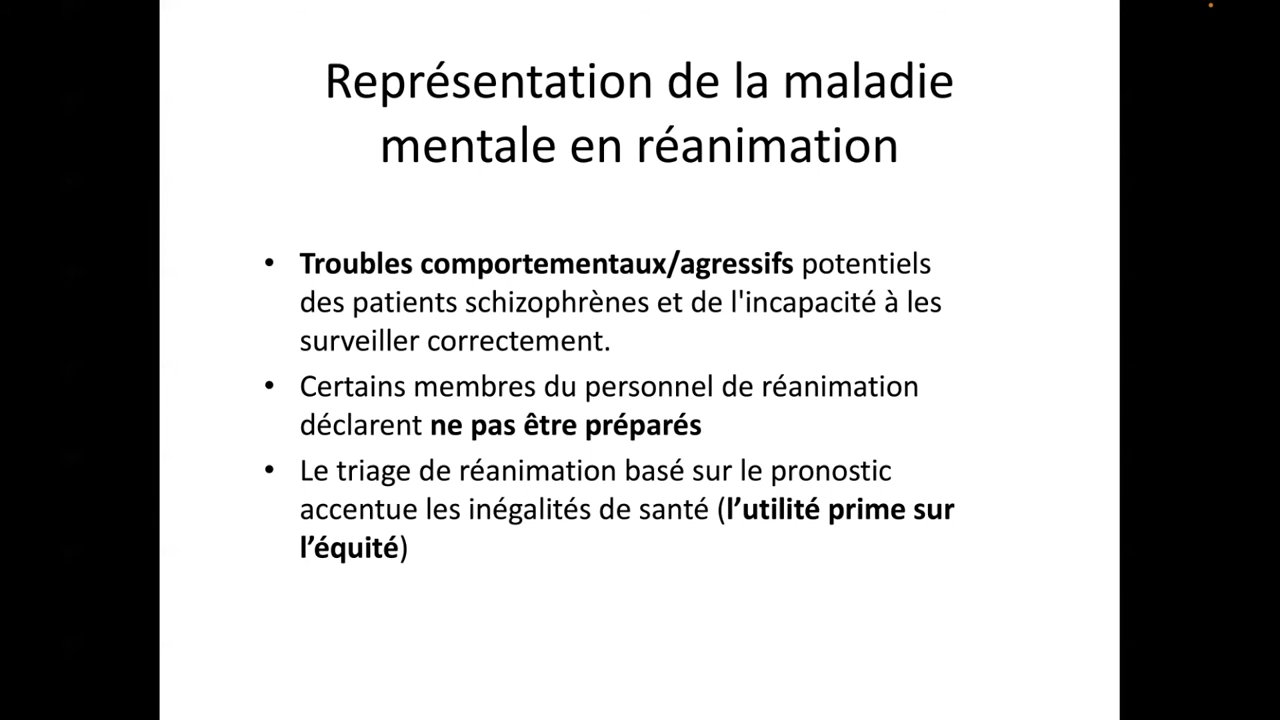 Représentation de la maladie
mentale en réanimation
• Troubles comportementaux/agressifs potentiels
des patients schizophrènes et de l'incapacité à les
surveiller correctement.
• Certains membres du personnel de réanimation
déclarent ne pas être préparés
• Le triage de réanimation basé sur le pronostic
accentue les inégalités de santé (l’utilité prime sur
l’équité)